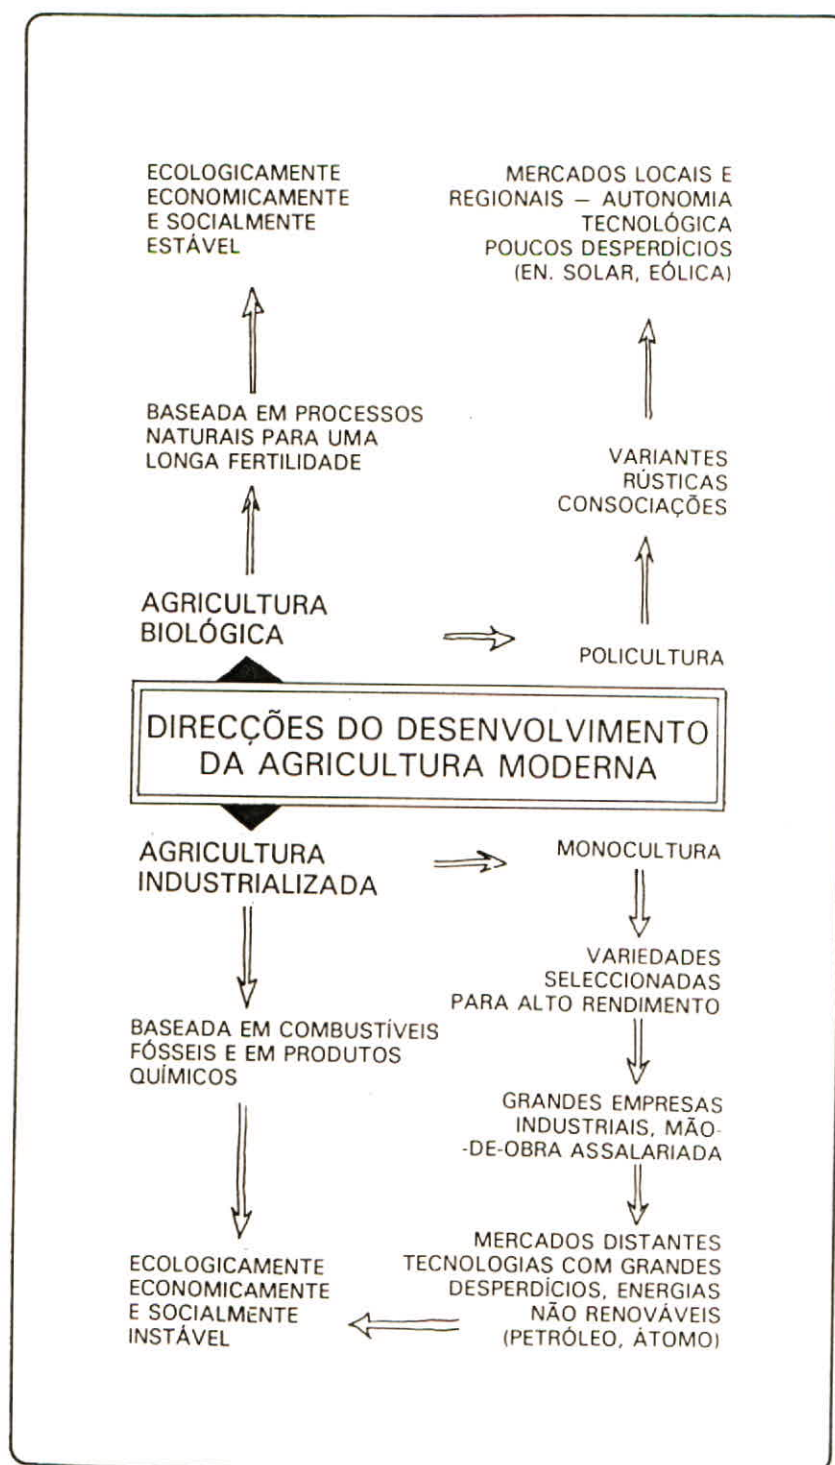 ECOLOGICAMENTE
ECONOMICAMENTE
E SOCIALMENTE
ESTÁVEL
MERCADOS LOCAIS E
REGIONAIS — AUTONOMIA
TECNOLÓGICA
POUCOS DESPERDÍCIOS
(EN. SOLAR, EÓLICA)
BASEADA EM PROCESSOS
NATURAIS PARA UMA
LONGA FERTILIDADE
VARIANTES
RÚSTICAS
CONSOCIAÇÕES
AGRICULTURA
BIOLÓGICA
POLICULTURA
DIRECÇÕES DO DESENVOLVIMENTO
DA AGRICULTURA MODERNA
AGRICULTURA
INDUSTRIALIZADA
MONOCULTURA
VARIEDADES
SELECCIONADAS
PARA ALTO RENDIMENTO
BASEADA EM COMBUSTÍVEIS
FÓSSEIS E EM PRODUTOS
QUÍMICOS
GRANDES EMPRESAS
INDUSTRIAIS, MÃO-
-DE-OBRA ASSALARIADA
MERCADOS DISTANTES
TECNOLOGIAS COM GRANDES
DESPERDÍCIOS, ENERGIAS
NÃO RENOVÁVEIS
(PETRÓLEO, ÁTOMO)
ECOLOGICAMENTE
ECONOMICAMENTE
E SOCIALMENTE
INSTÁVEL